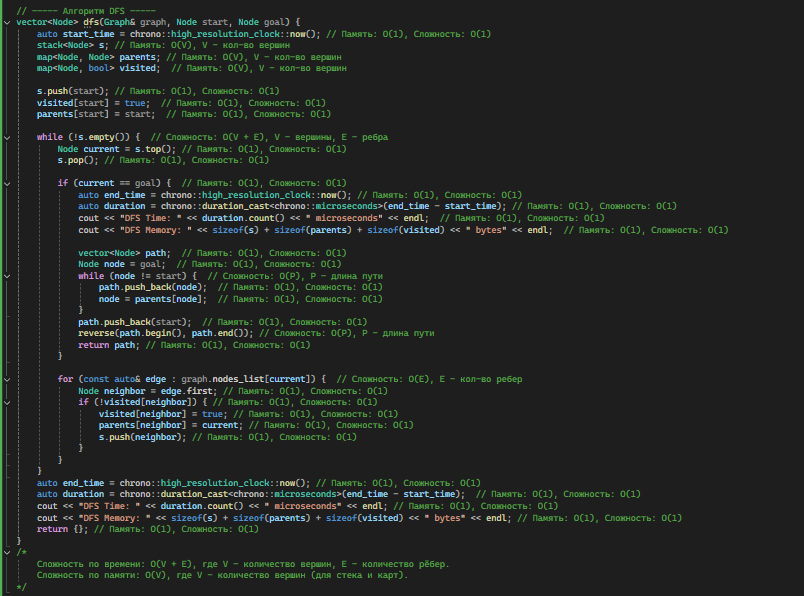 // ----- Алгоритм DFS -----
vector<Node> dfs(Graph& graph, Node start, Node goal) {
    auto start_time = chrono::high_resolution_clock::now(); // Память: O(1), Сложность: O(1)
    stack<Node> s; // Память: O(V), V - кол-во вершин
    map<Node, Node> parents; // Память: O(V), V - кол-во вершин
    map<Node, bool> visited;  // Память: O(V), V - кол-во вершин

    s.push(start); // Память: O(1), Сложность: O(1)
    visited[start] = true;  // Память: O(1), Сложность: O(1)
    parents[start] = start;  // Память: O(1), Сложность: O(1)

    while (!s.empty()) {  // Сложность: O(V + E), V - вершины, E - ребра
        Node current = s.top(); // Память: O(1), Сложность: O(1)
        s.pop(); // Память: O(1), Сложность: O(1)

        if (current == goal) {  // Память: O(1), Сложность: O(1)
            auto end_time = chrono::high_resolution_clock::now(); // Память: O(1), Сложность: O(1)
            auto duration = chrono::duration_cast<chrono::microseconds>(end_time - start_time); // Память: O(1), Сложность: O(1)
            cout << "DFS Time: " << duration.count() << " microseconds" << endl;  // Память: O(1), Сложность: O(1)
            cout << "DFS Memory: " << sizeof(s) + sizeof(parents) + sizeof(visited) << " bytes" << endl;  // Память: O(1), Сложность: O(1)

            vector<Node> path;  // Память: O(1), Сложность: O(1)
            Node node = goal;  // Память: O(1), Сложность: O(1)
            while (node != start) {  // Сложность: O(P), P - длина пути
                path.push_back(node);  // Память: O(1), Сложность: O(1)
                node = parents[node];  // Память: O(1), Сложность: O(1)
            }
            path.push_back(start);  // Память: O(1), Сложность: O(1)
            reverse(path.begin(), path.end()); // Сложность: O(P), P - длина пути
            return path; // Память: O(1), Сложность: O(1)
        }

        for (const auto& edge : graph.nodes_list[current]) {  // Сложность: O(E), E - кол-во ребер
            Node neighbor = edge.first; // Память: O(1), Сложность: O(1)
            if (!visited[neighbor]) { // Память: O(1), Сложность: O(1)
                visited[neighbor] = true; // Память: O(1), Сложность: O(1)
                parents[neighbor] = current; // Память: O(1), Сложность: O(1)
                s.push(neighbor); // Память: O(1), Сложность: O(1)
            }
        }
    }
    auto end_time = chrono::high_resolution_clock::now(); // Память: O(1), Сложность: O(1)
    auto duration = chrono::duration_cast<chrono::microseconds>(end_time - start_time);  // Память: O(1), Сложность: O(1)
    cout << "DFS Time: " << duration.count() << " microseconds" << endl; // Память: O(1), Сложность: O(1)
    cout << "DFS Memory: " << sizeof(s) + sizeof(parents) + sizeof(visited) << " bytes" << endl; // Память: O(1), Сложность: O(1)
    return {}; // Память: O(1), Сложность: O(1)
}
/*
    Сложность по времени: O(V + E), где V - количество вершин, E - количество рёбер.
    Сложность по памяти: O(V), где V - количество вершин (для стека и карт).
*/